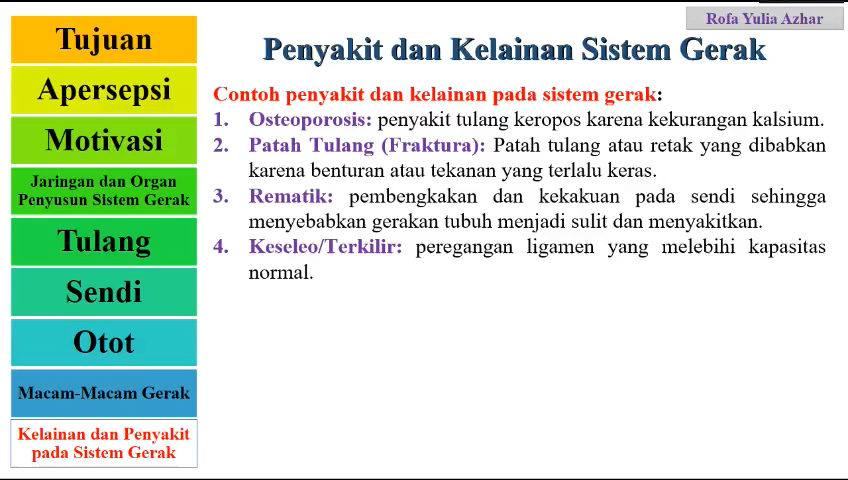 Rofa Yulia Azhar
Tujuan
Apersepsi
Motivasi
Jaringan dan Organ
Penyusun Sistem Gerak
Tulang
Sendi
Otot
Macam-Macam Gerak
Kelainan dan Penyakit
pada Sistem Gerak
Penyakit dan Kelainan Sistem Gerak
Contoh penyakit dan kelainan pada sistem gerak:
1. Osteoporosis: penyakit tulang keropos karena kekurangan kalsium.
2. Patah Tulang (Fraktura): Patah tulang atau retak yang dibabkan
karena benturan atau tekanan yang terlalu keras.
3. Rematik: pembengkakan dan kekakuan pada sendi sehingga
menyebabkan gerakan tubuh menjadi sulit dan menyakitkan.
4. Keseleo/Terkilir: peregangan ligamen yang melebihi kapasitas
normal.